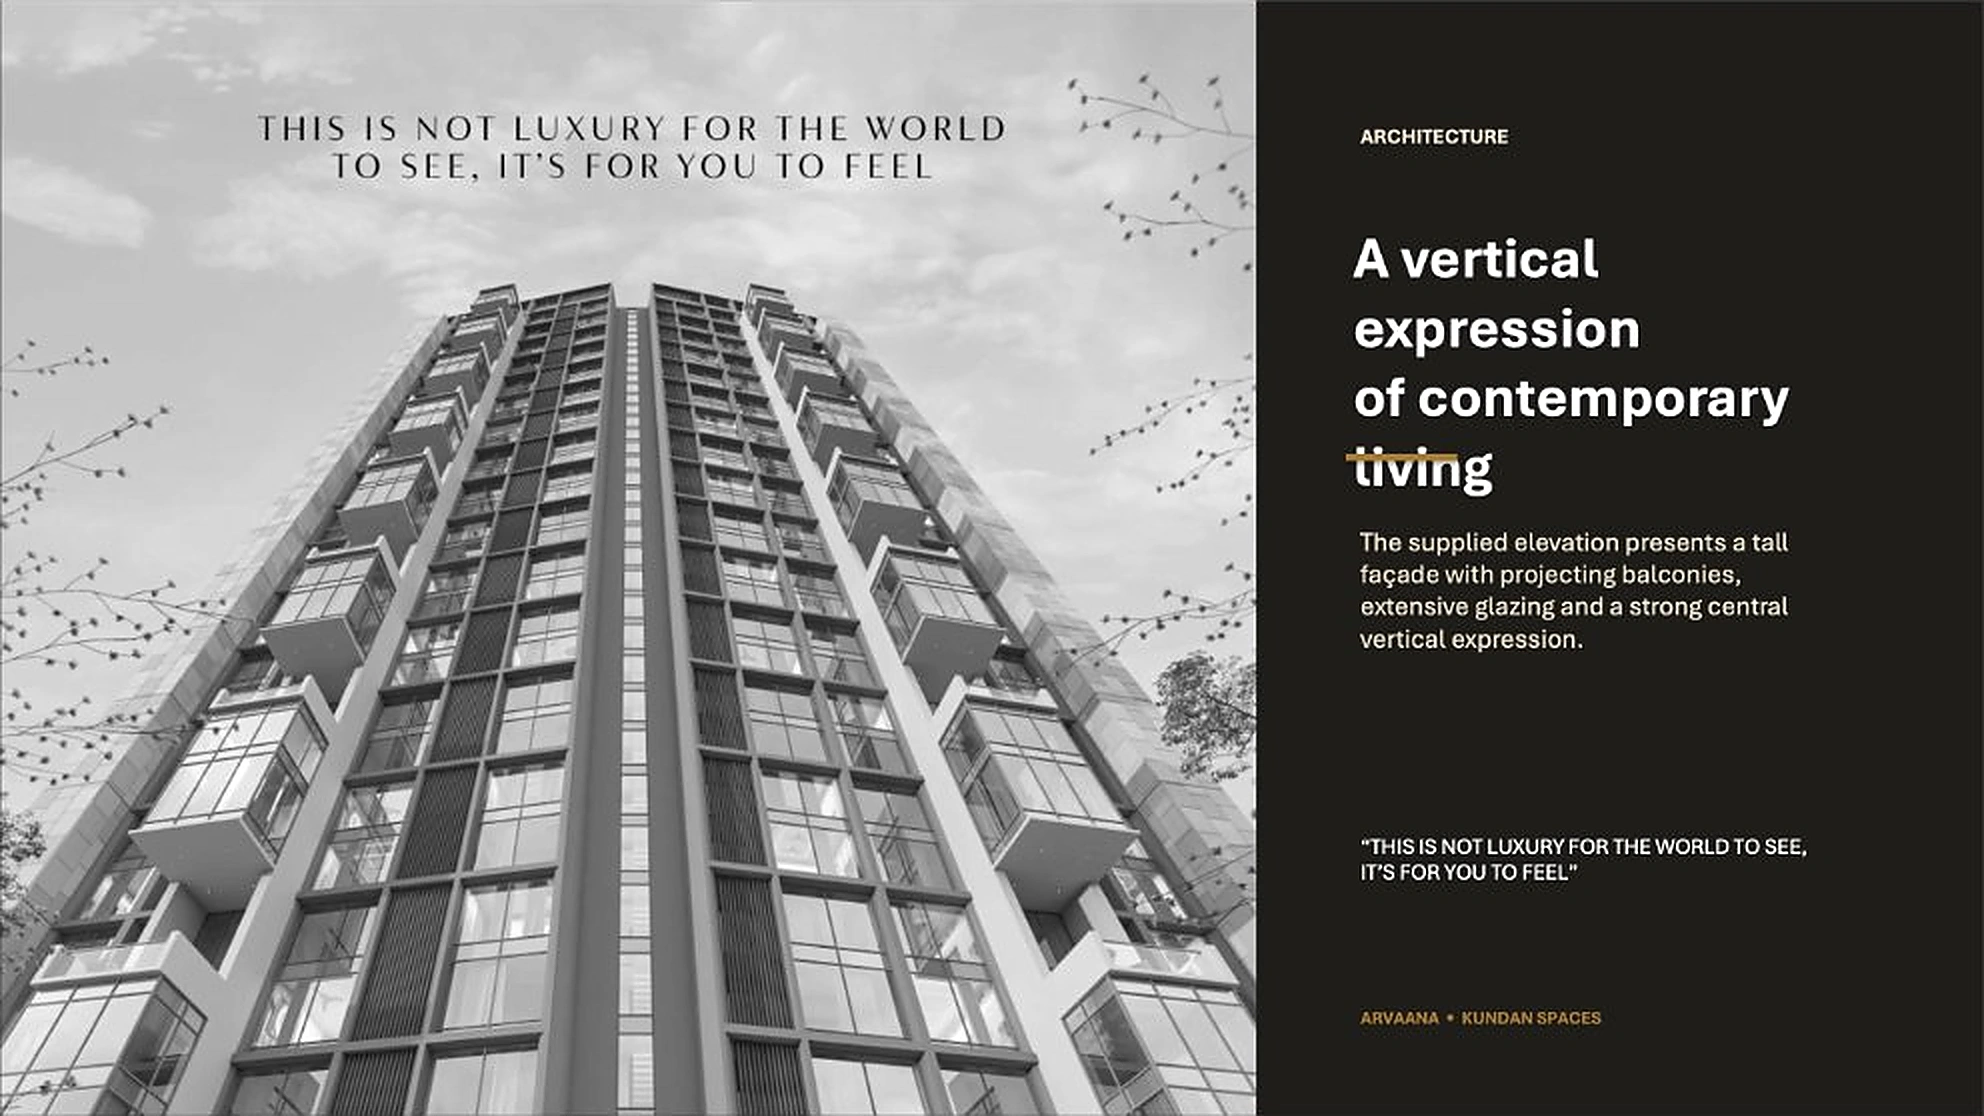 THIS IS NOT LUXURY FOR THE WORLD
TO SEE, IT’S FOR YOU TO FEEL
ARCHITECTURE
A vertical
expression
of contemporary
living
The supplied elevation presents a tall
façade with projecting balconies,
extensive glazing and a strong central
vertical expression.
“THIS IS NOT LUXURY FOR THE WORLD TO SEE,
IT’S FOR YOU TO FEEL”
ARVAANA • KUNDAN SPACES